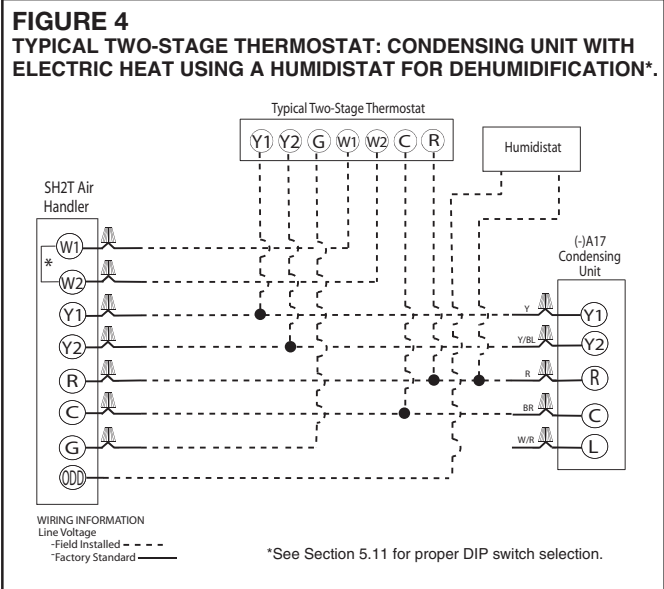 FIGURE 4
TYPICAL TWO-STAGE THERMOSTAT: CONDENSING UNIT WITH
ELECTRIC HEAT USING A HUMIDISTAT FOR DEHUMIDIFICATION*.
Typical Two-Stage Thermostat
Y1 Y2 G W1 W2 C R
Humidistat
SH2T Air
Handler
(-)A17
Condensing
Unit
W1
*
W2
Y1
Y Y1
Y2
Y/BL Y2
R
R R
C
BR C
G
W/R L
ODD
WIRING INFORMATION
Line Voltage
-Field Installed
-Factory Standard
*See Section 5.11 for proper DIP switch selection.